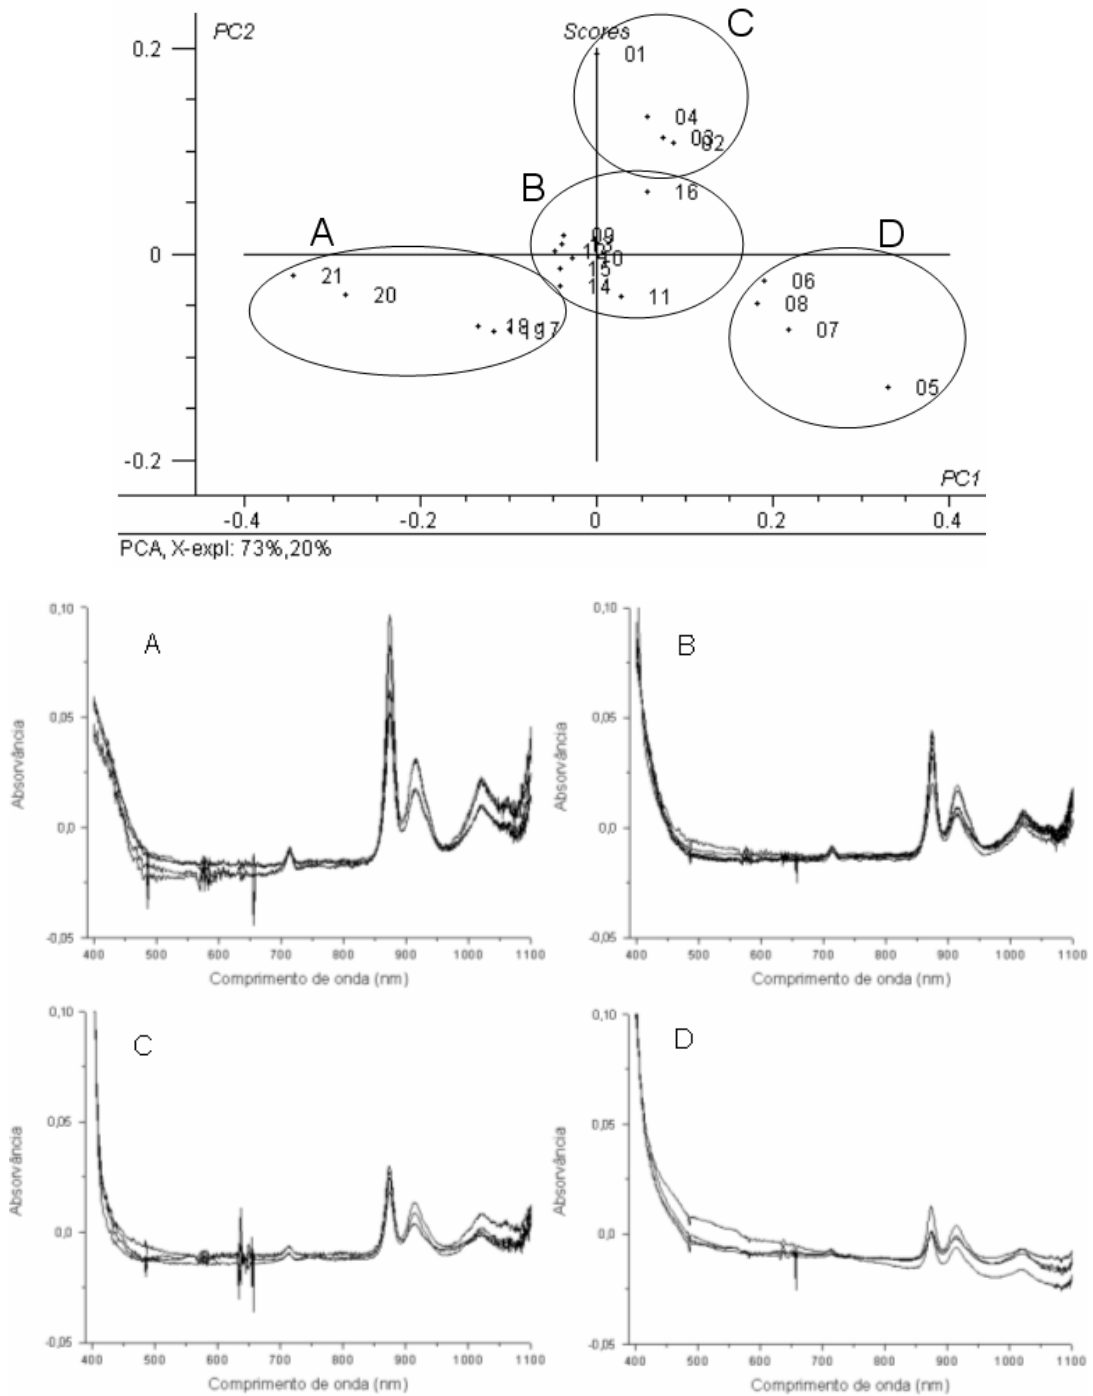 PC2 Scores C
0.2
01
04
03 02
B
16
A
09
13 D
0
12 10
21 15 06
20 14 11 08
18 19 17 07
05
-0.2
PC1
-0.4 -0.2 0 0.2 0.4
PCA, X-expl: 73%,20%
0,10
A
0,05
Absorvância
0,0
-0,05
400 500 600 700 800 900 1000 1100
Comprimento de onda (nm)
0,10
B
0,05
Absorvância
0,0
-0,05
400 500 600 700 800 900 1000 1100
Comprimento de onda (nm)
0,10
C
0,05
Absorvância
0,0
-0,05
400 500 600 700 800 900 1000 1100
Comprimento de onda (nm)
0,10
D
0,05
Absorvância
0,0
-0,05
400 500 600 700 800 900 1000 1100
Comprimento de onda (nm)